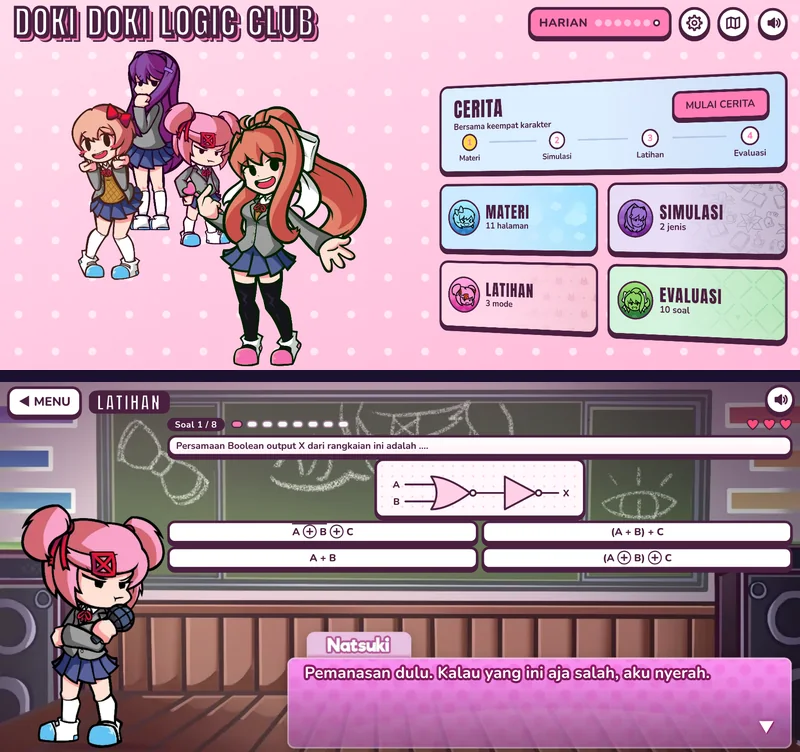 DOKI DOKI LOGIC CLUB
HARIAN
CERITA
Bersama keempat karakter
MULAI CERITA
1 2 3 4
Materi Simulasi Latihan Evaluasi
MATERI
11 halaman
SIMULASI
2 jenis
LATIHAN
3 mode
EVALUASI
10 soal
◀ MENU
LATIHAN
Soal 1 / 8
Persamaan Boolean output X dari rangkaian ini adalah ....
A
B
X
A ⊕ B ⊕ C
(A + B) + C
A + B
(A ⊕ B) ⊕ C
Natsuki
Pemanasan dulu. Kalau yang ini aja salah, aku nyerah.